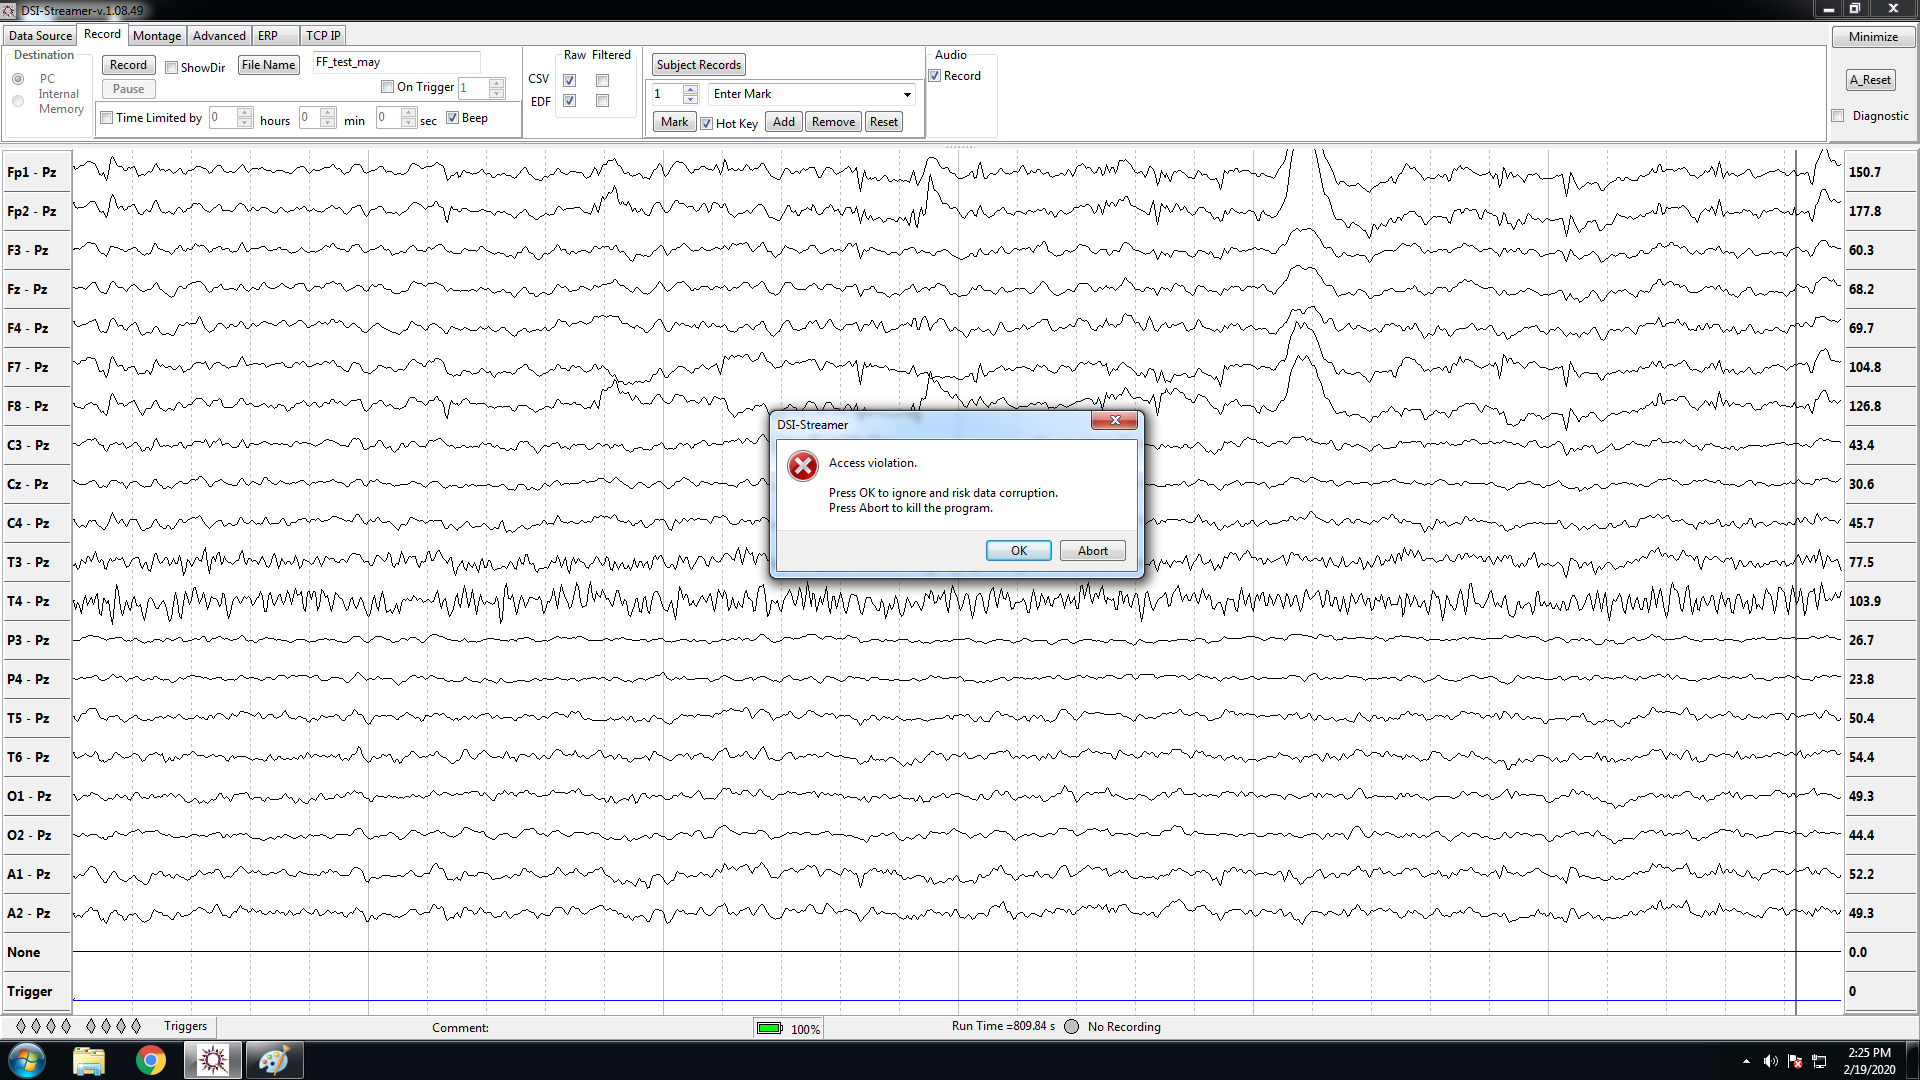 DSI-Streamer-v.1.08.49
Data Source Record Montage Advanced ERP TCP IP
Minimize
Destination
PC
Internal
Memory
Record ShowDir File Name FF_test_may
Pause On Trigger 1
Time Limited by 0 hours 0 min 0 sec Beep
Raw Filtered
CSV
EDF
Subject Records
1 Enter Mark
Mark Hot Key Add Remove Reset
Audio
Record
A_Reset
Diagnostic
Fp1 - Pz 150.7
Fp2 - Pz 177.8
F3 - Pz 60.3
Fz - Pz 68.2
F4 - Pz 69.7
F7 - Pz 104.8
F8 - Pz 126.8
C3 - Pz 43.4
Cz - Pz 30.6
C4 - Pz 45.7
T3 - Pz 77.5
T4 - Pz 103.9
P3 - Pz 26.7
P4 - Pz 23.8
T5 - Pz 50.4
T6 - Pz 54.4
O1 - Pz 49.3
O2 - Pz 44.4
A1 - Pz 52.2
A2 - Pz 49.3
None 0.0
Trigger 0
DSI-Streamer
Access violation.
Press OK to ignore and risk data corruption.
Press Abort to kill the program.
OK Abort
Triggers Comment: 100% Run Time =809.84 s No Recording
2:25 PM
2/19/2020